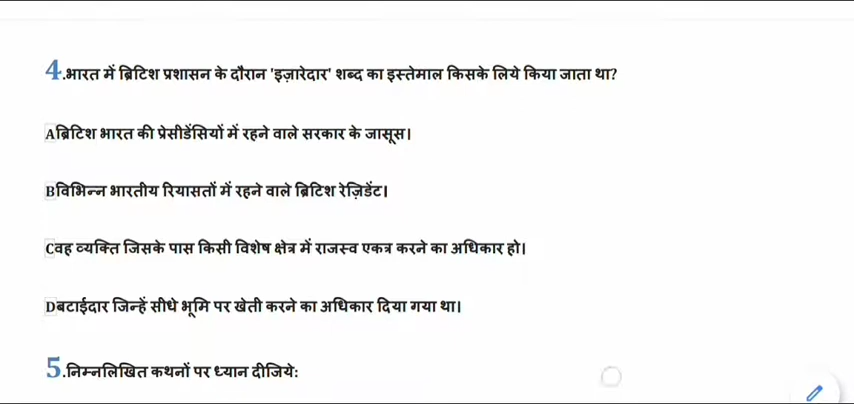 4.भारत में ब्रिटिश प्रशासन के दौरान 'इज़ारेदार' शब्द का इस्तेमाल किसके लिये किया जाता था?
Aब्रिटिश भारत की प्रेसीडेंसियों में रहने वाले सरकार के जासूस।
Bविभिन्न भारतीय रियासतों में रहने वाले ब्रिटिश रेज़िडेंट।
Cवह व्यक्ति जिसके पास किसी विशेष क्षेत्र में राजस्व एकत्र करने का अधिकार हो।
Dबटाईदार जिन्हें सीधे भूमि पर खेती करने का अधिकार दिया गया था।
5.निम्नलिखित कथनों पर ध्यान दीजिये: